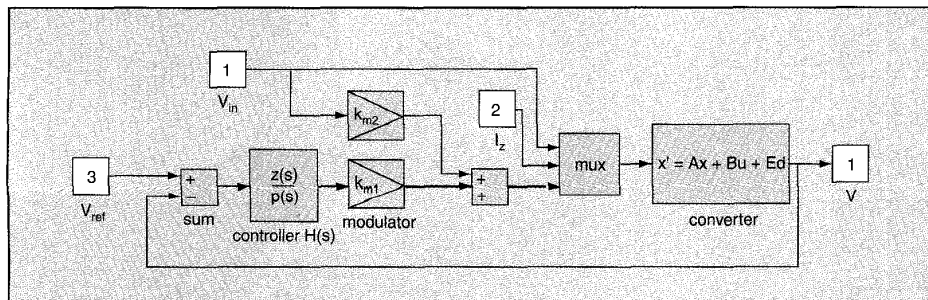 1
V_in
k_m2
2
I_z
3
V_ref
+
−
sum
z(s)
p(s)
controller H(s)
k_m1
modulator
+
+
mux
x' = Ax + Bu + Ed
converter
1
V